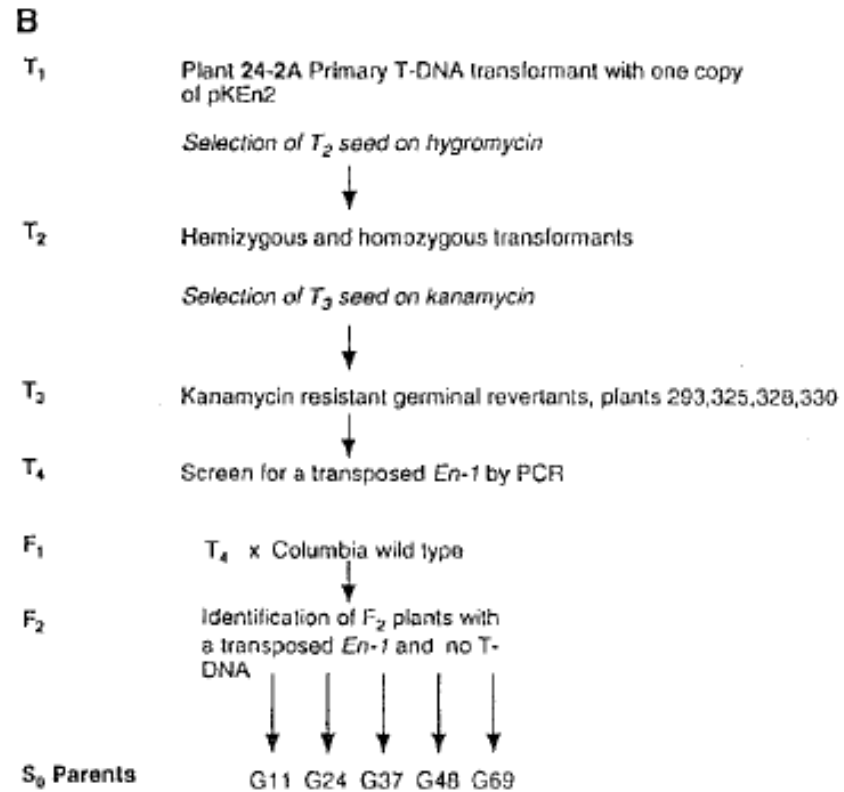 B
T1 Plant 24-2A Primary T-DNA transformant with one copy
of pKEn2
Selection of T2 seed on hygromycin
T2 Hemizygous and homozygous transformants
Selection of T3 seed on kanamycin
T3 Kanamycin resistant germinal revertants, plants 293,325,328,330
T4 Screen for a transposed En-1 by PCR
F1 T4 x Columbia wild type
F2 Identification of F2 plants with
a transposed En-1 and no T-
DNA
S0 Parents G11 G24 G37 G48 G69